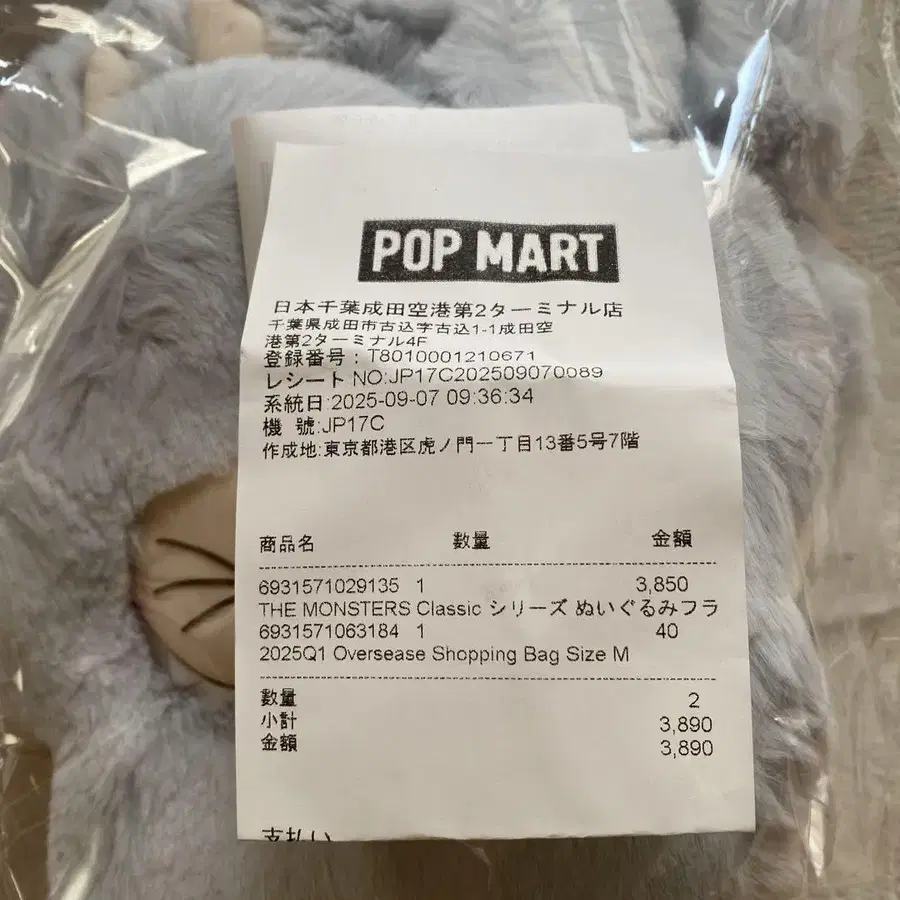 POP MART
日本千葉成田空港第2ターミナル店
千葉県成田市古込字古込1-1成田空
港第2ターミナル4F
登録番号：T8010001210671
レシート NO:JP17C202509070089
系統日:2025-09-07 09:36:34
機 號:JP17C
作成地:東京都港区虎ノ門一丁目13番5号7階
商品名 数量 金額
6931571029135 1 3,850
THE MONSTERS Classic シリーズ ぬいぐるみフラ
6931571063184 1 40
2025Q1 Oversease Shopping Bag Size M
数量 2
小計 3,890
金額 3,890
支払い